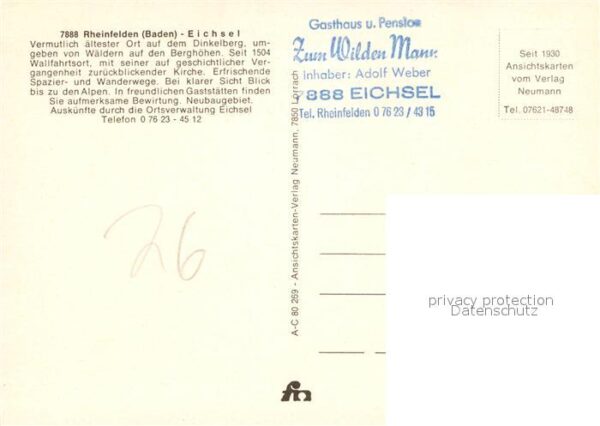 7888 Rheinfelden (Baden) - Eichsel
Vermutlich ältester Ort auf dem Dinkelberg, um-
geben von Wäldern auf den Berghöhen. Seit 1504
Wallfahrtsort, mit seiner auf geschichtlicher Ver-
gangenheit zurückblickender Kirche. Erfrischende
Spazier- und Wanderwege. Bei klarer Sicht Blick
bis zu den Alpen. In freundlichen Gaststätten finden
Sie aufmerksame Bewirtung. Neubaugebiet.
Auskünfte durch die Ortsverwaltung Eichsel
Telefon 0 76 23 - 45 12
26
A-C 80 269 - Ansichtskarten-Verlag Neumann, 7850 Lörrach
fn
Gasthaus u. Pension
Zum Wilden Mann
Inhaber: Adolf Weber
7888 EICHSEL
Tel. Rheinfelden 0 76 23 / 43 15
Seit 1930
Ansichtskarten
vom Verlag
Neumann
Tel. 07621-48748
privacy protection
Datenschutz